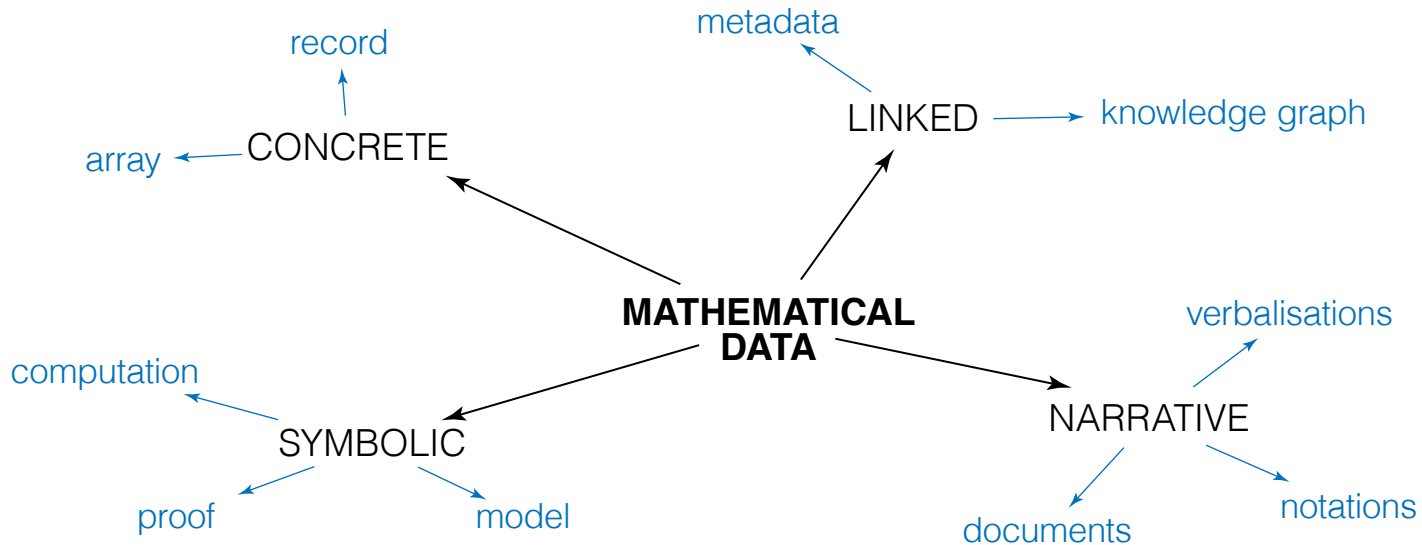 metadata
record
LINKED
knowledge graph
CONCRETE
array
MATHEMATICAL
DATA
verbalisations
computation
NARRATIVE
SYMBOLIC
proof
model
documents
notations